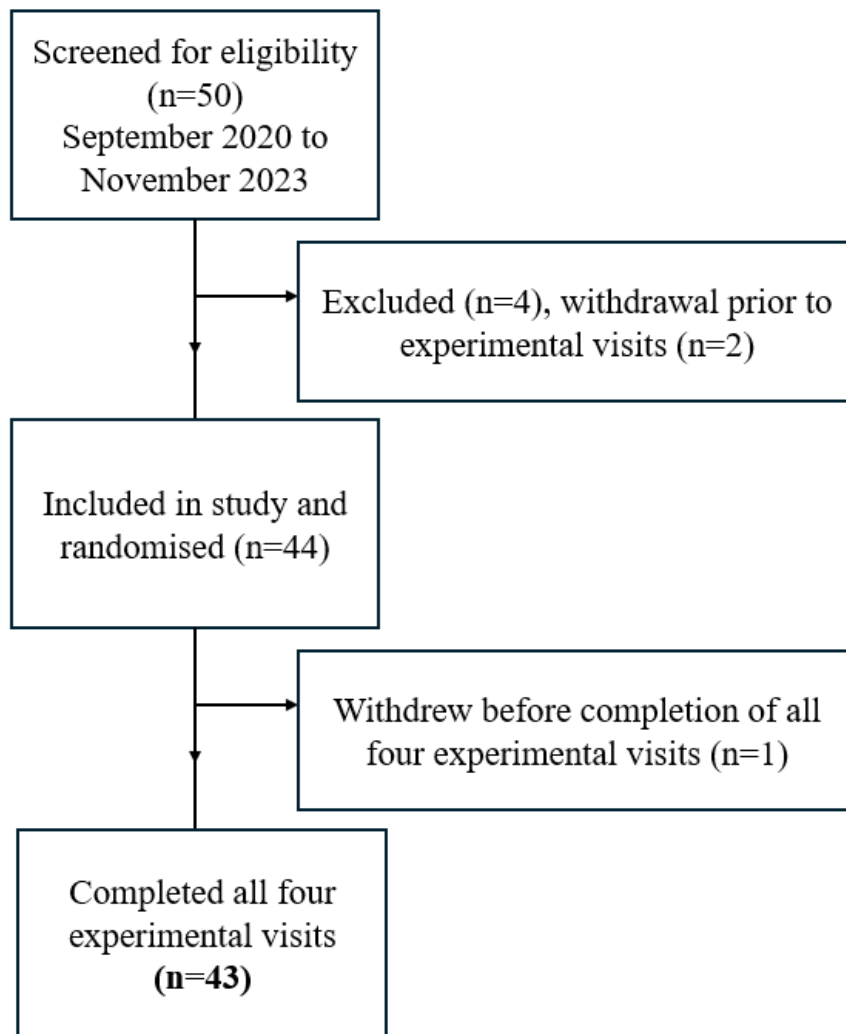 Screened for eligibility
(n=50)
September 2020 to
November 2023
Excluded (n=4), withdrawal prior to
experimental visits (n=2)
Included in study and
randomised (n=44)
Withdrew before completion of all
four experimental visits (n=1)
Completed all four
experimental visits
(n=43)